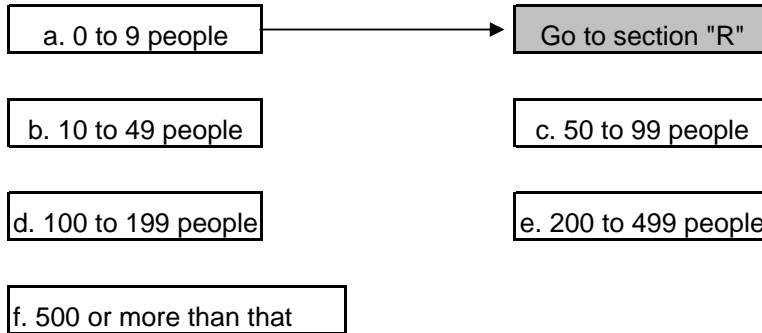 a. 0 to 9 people
Go to section "R"
b. 10 to 49 people
c. 50 to 99 people
d. 100 to 199 people
e. 200 to 499 people
f. 500 or more than that